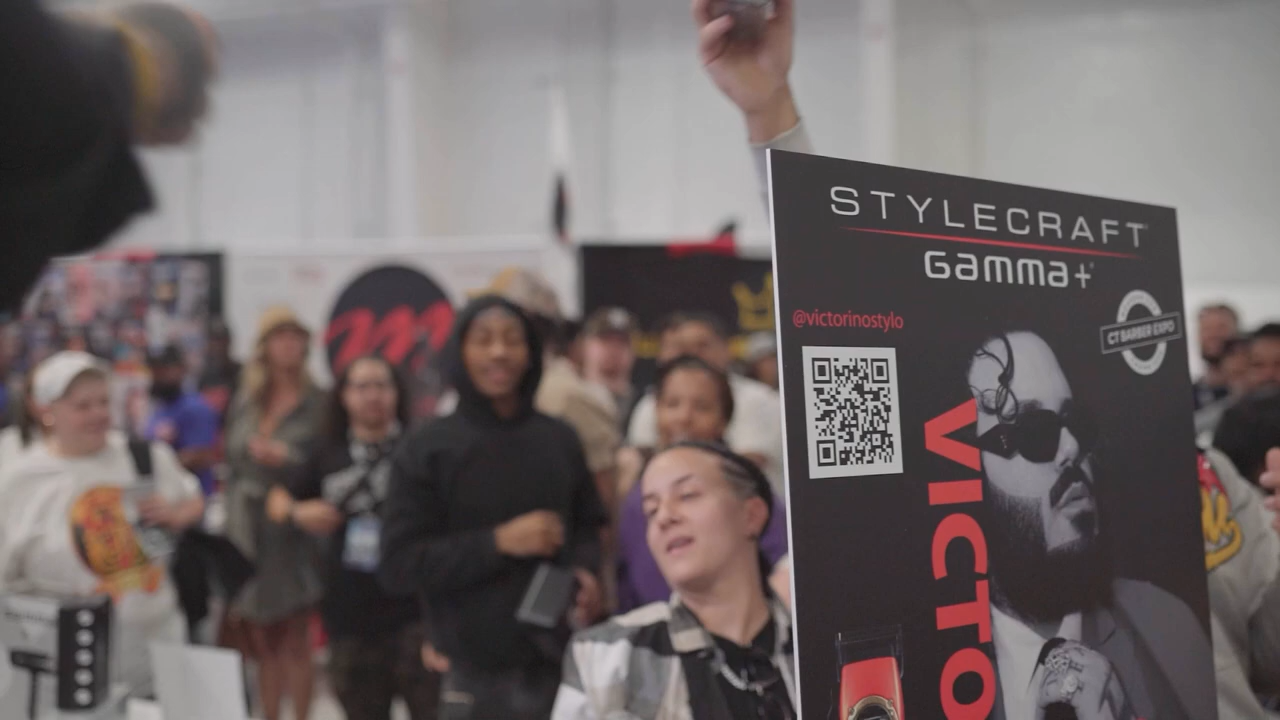 STYLECRAFT
GAMMA+
@victorinostylo
CT BARBER EXPO
VICTO